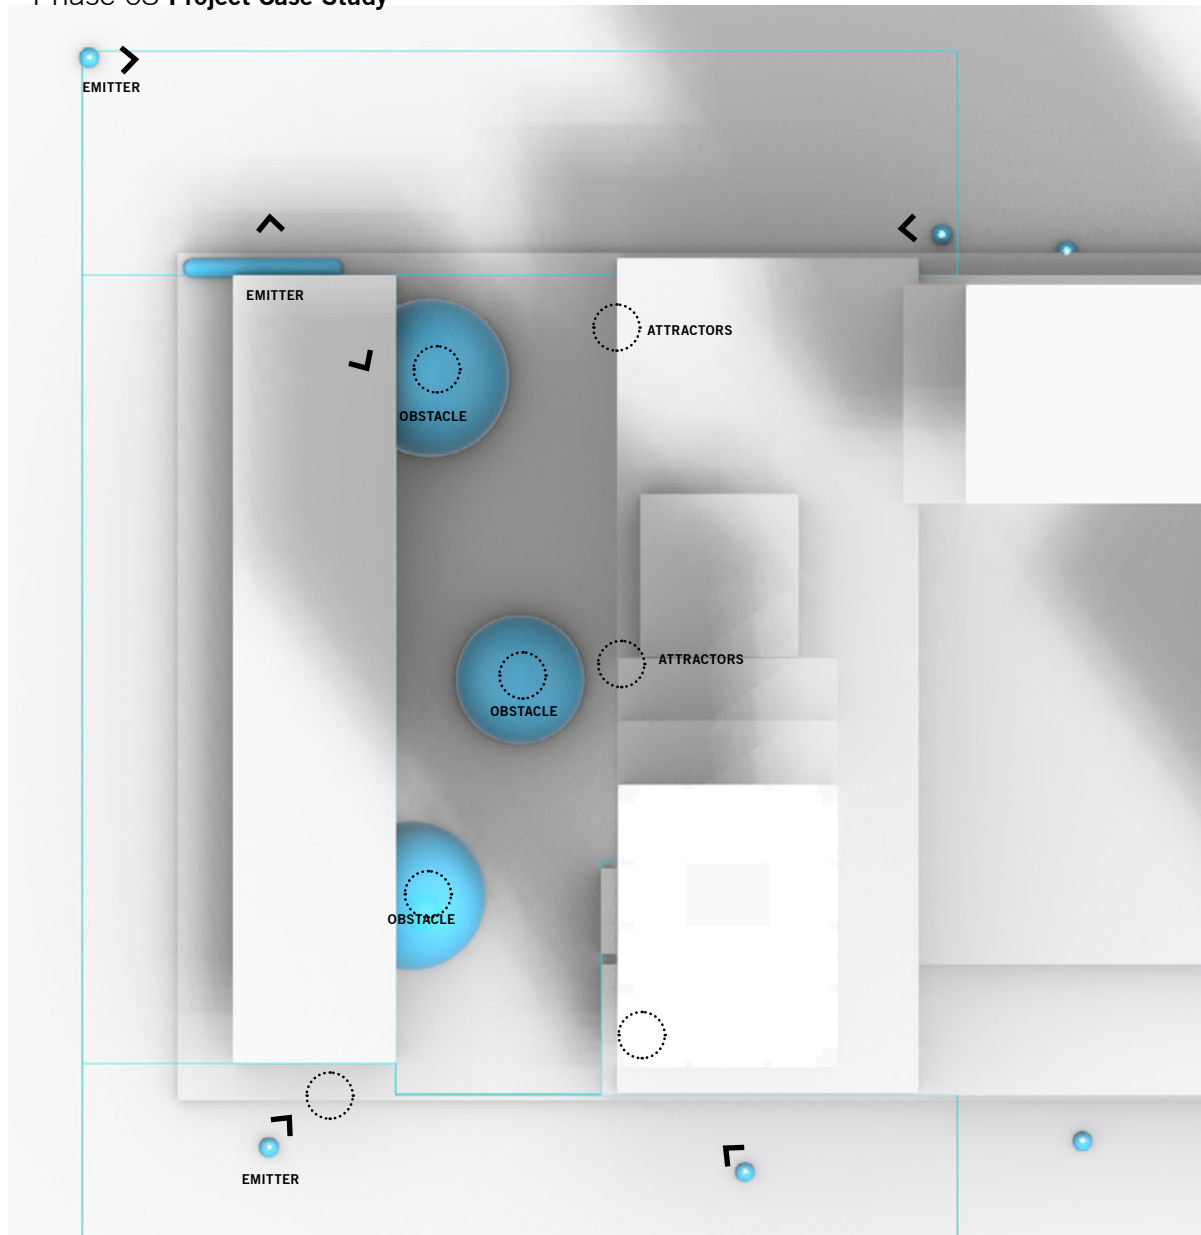 Phase 03 Project Case Study
EMITTER
EMITTER
ATTRACTORS
OBSTACLE
ATTRACTORS
OBSTACLE
OBSTACLE
EMITTER